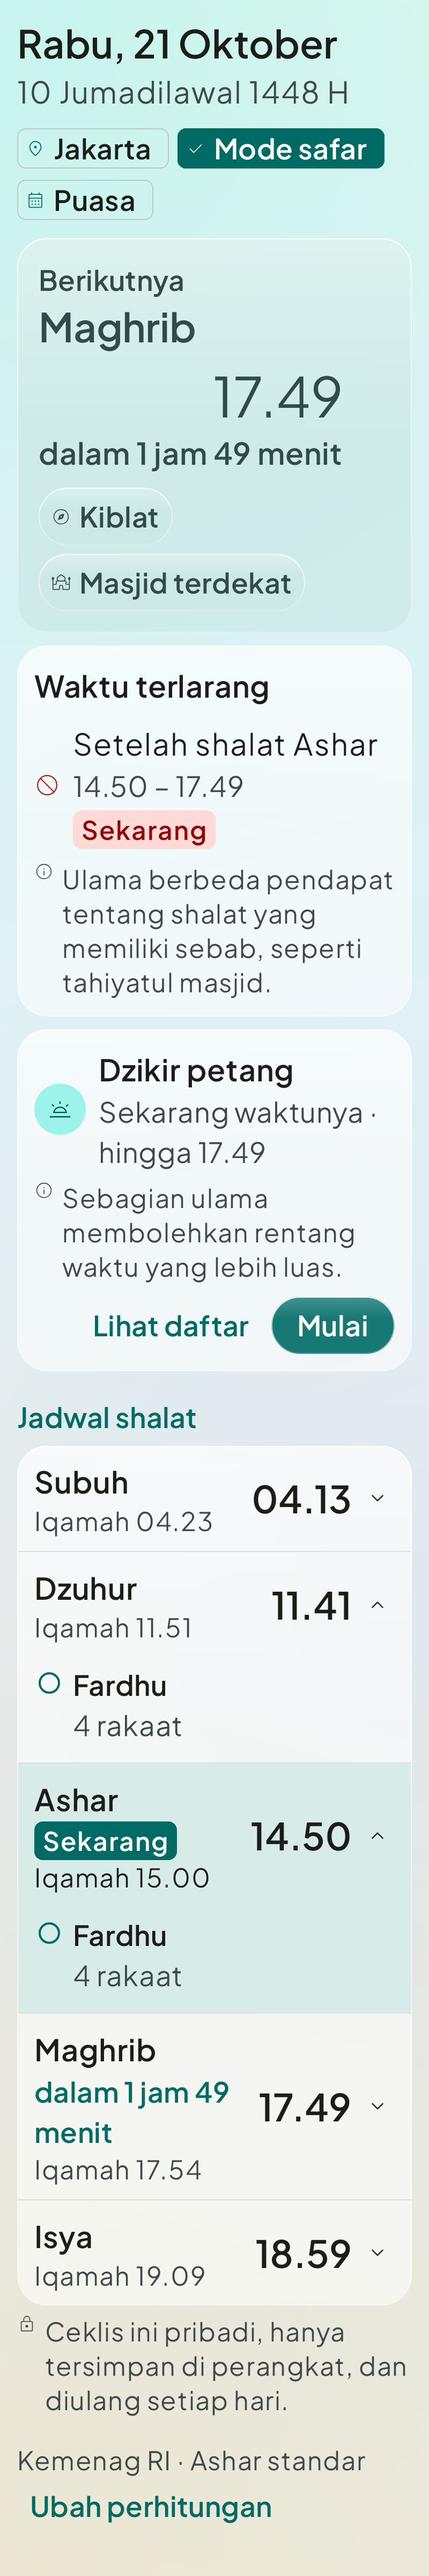 Rabu, 21 Oktober
10 Jumadilawal 1448 H
Jakarta
Mode safar
Puasa
Berikutnya
Maghrib
17.49
dalam 1 jam 49 menit
Kiblat
Masjid terdekat
Waktu terlarang
Setelah shalat Ashar
14.50 – 17.49
Sekarang
Ulama berbeda pendapat
tentang shalat yang
memiliki sebab, seperti
tahiyatul masjid.
Dzikir petang
Sekarang waktunya ·
hingga 17.49
Sebagian ulama
membolehkan rentang
waktu yang lebih luas.
Lihat daftar
Mulai
Jadwal shalat
Subuh
04.13
Iqamah 04.23
Dzuhur
11.41
Iqamah 11.51
Fardhu
4 rakaat
Ashar
Sekarang
14.50
Iqamah 15.00
Fardhu
4 rakaat
Maghrib
dalam 1 jam 49
menit
17.49
Iqamah 17.54
Isya
18.59
Iqamah 19.09
Ceklis ini pribadi, hanya
tersimpan di perangkat, dan
diulang setiap hari.
Kemenag RI · Ashar standar
Ubah perhitungan